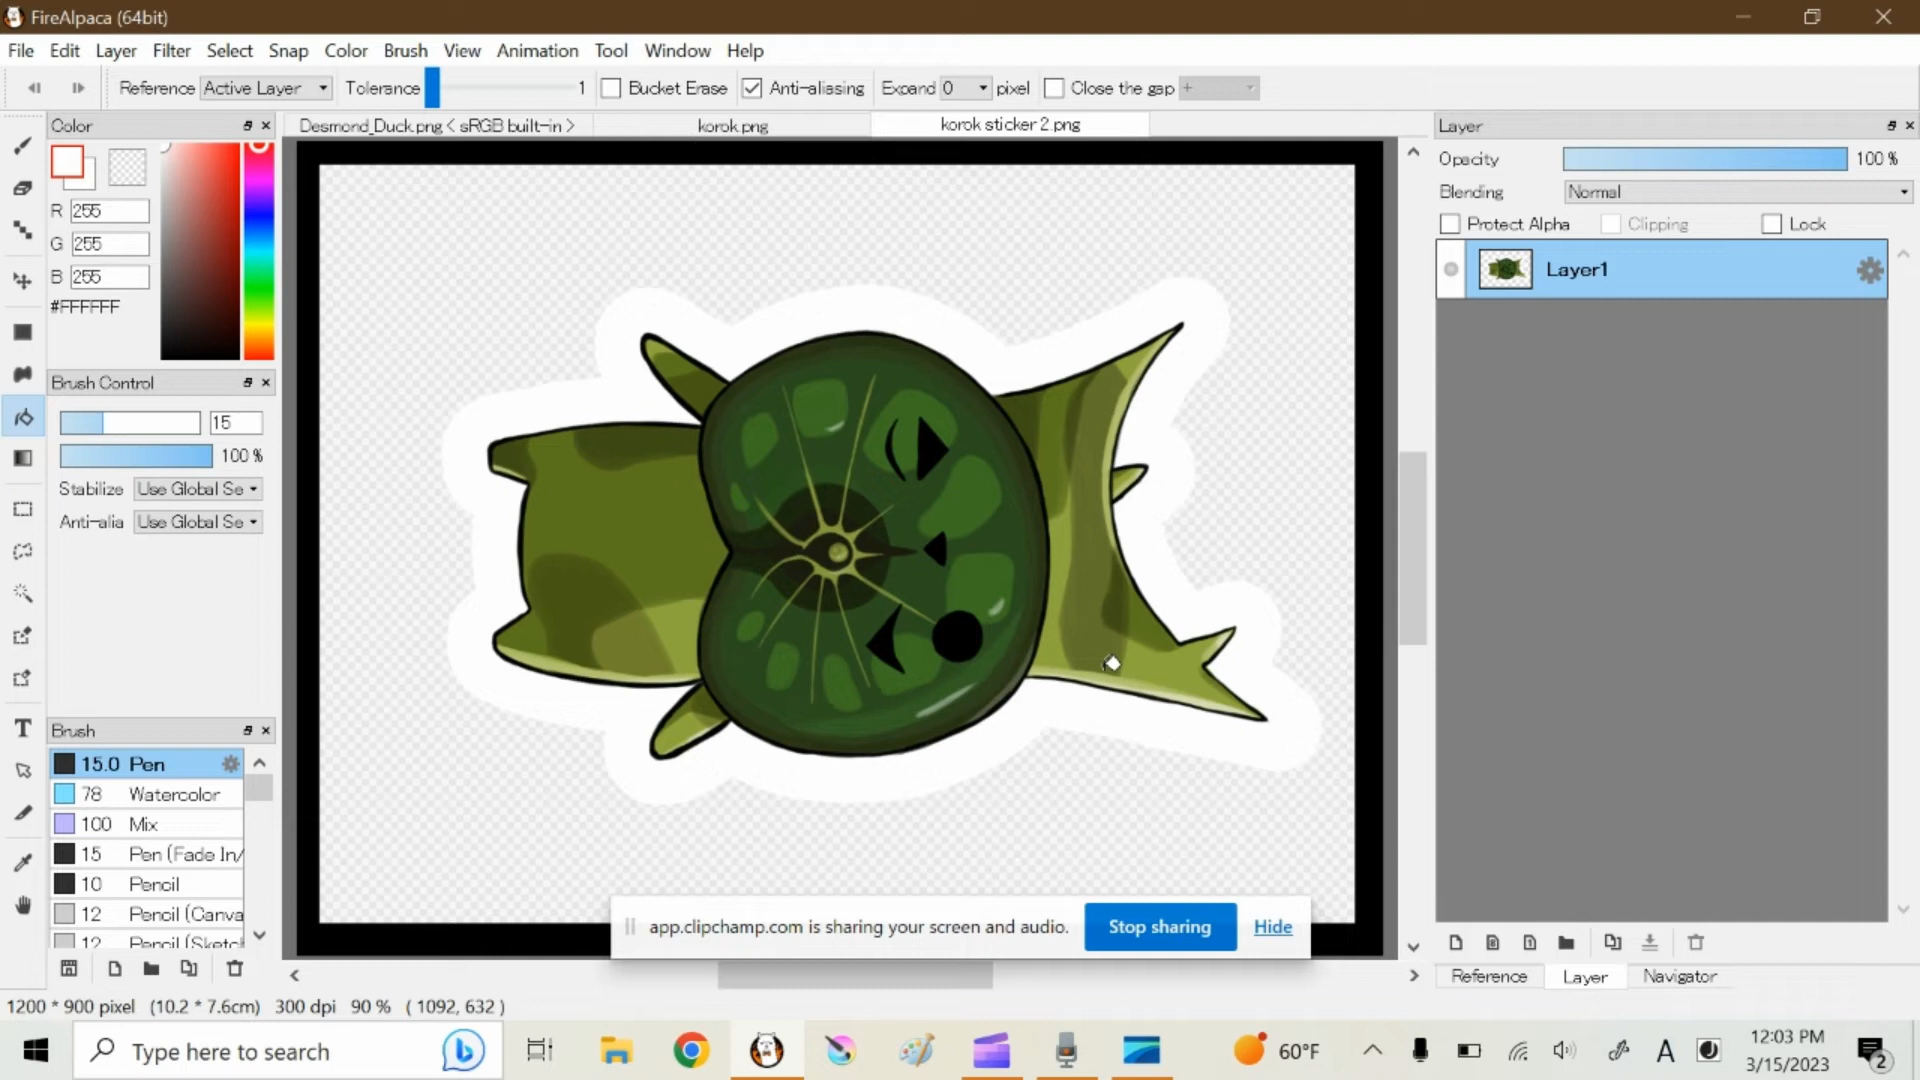 FireAlpaca (64bit)
File Edit Layer Filter Select Snap Color Brush View Animation Tool Window Help
Reference Active Layer Tolerance 1 Bucket Erase Anti-aliasing Expand 0 pixel Close the gap +
Color
Desmond_Duck.png < sRGB built-in >
korok.png
korok sticker 2.png
Layer
Opacity 100 %
Blending Normal
Protect Alpha Clipping Lock
Layer1
R 255
G 255
B 255
#FFFFFF
Brush Control
15
100 %
Stabilize Use Global Se
Anti-alia Use Global Se
Brush
15.0 Pen
78 Watercolor
100 Mix
15 Pen (Fade In/
10 Pencil
12 Pencil (Canva
12 Pencil (Sketch
app.clipchamp.com is sharing your screen and audio. Stop sharing Hide
Reference Layer Navigator
1200 * 900 pixel (10.2 * 7.6cm) 300 dpi 90 % ( 1092, 632 )
Type here to search
60°F
A
12:03 PM
3/15/2023
2